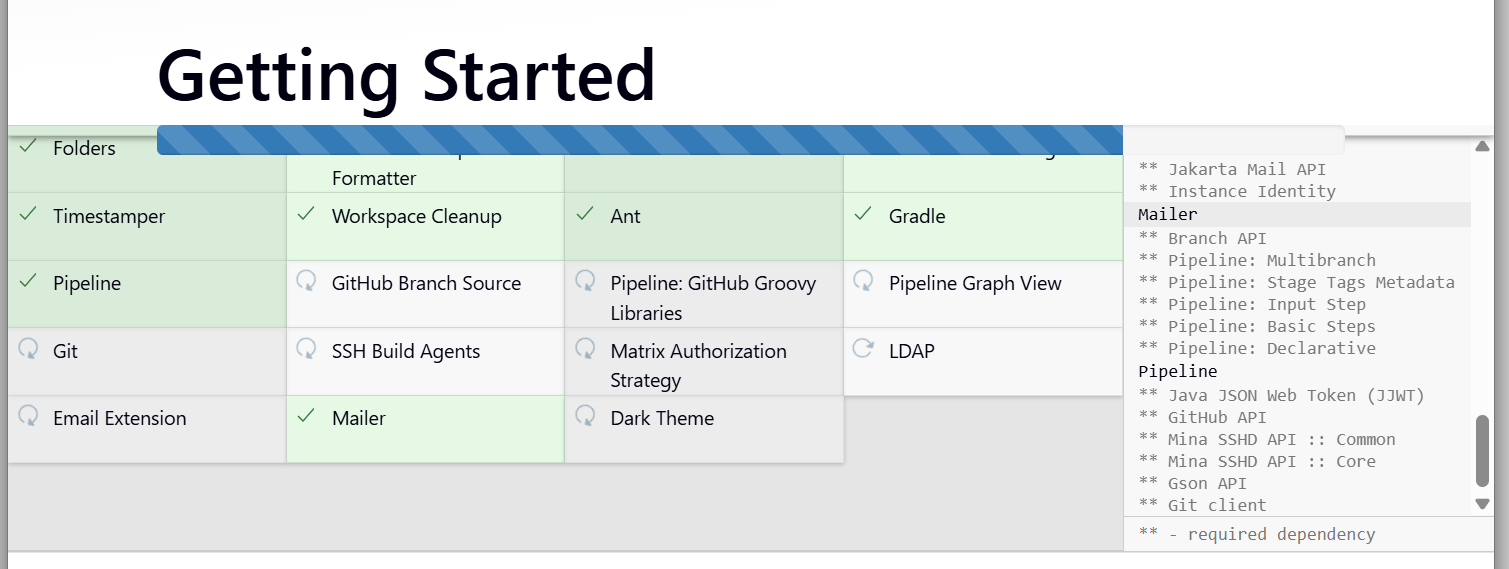 Getting Started
Folders
Formatter
Timestamper
Workspace Cleanup
Ant
Gradle
Pipeline
GitHub Branch Source
Pipeline: GitHub Groovy
Libraries
Pipeline Graph View
Git
SSH Build Agents
Matrix Authorization
Strategy
LDAP
Email Extension
Mailer
Dark Theme
** Jakarta Mail API
** Instance Identity
Mailer
** Branch API
** Pipeline: Multibranch
** Pipeline: Stage Tags Metadata
** Pipeline: Input Step
** Pipeline: Basic Steps
** Pipeline: Declarative
Pipeline
** Java JSON Web Token (JJWT)
** GitHub API
** Mina SSHD API :: Common
** Mina SSHD API :: Core
** Gson API
** Git client
** - required dependency